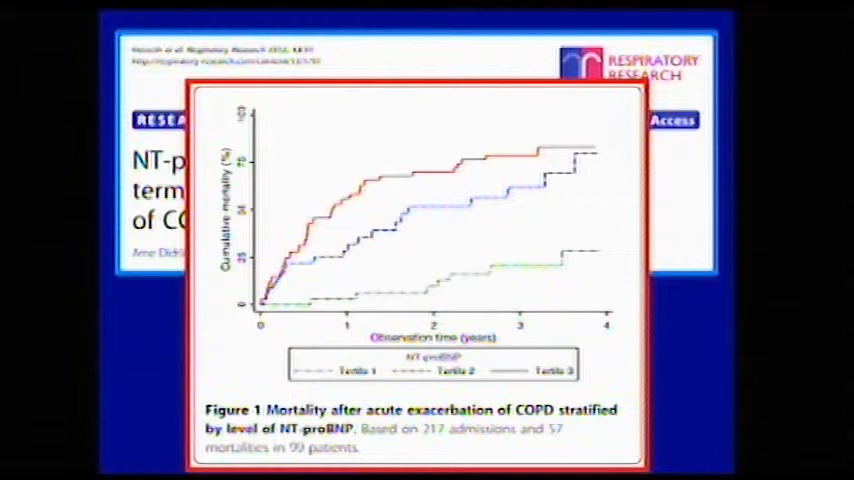 RESPIRATORY
RESEARCH
RESEA
Access
NT-p
term
of CO
Cumulative mortality (%)
0
25
50
75
100
0 1 2 3 4
Observation time (years)
NT-proBNP
Tertile 1 Tertile 2 Tertile 3
Figure 1 Mortality after acute exacerbation of COPD stratified
by level of NT-proBNP. Based on 217 admissions and 57
mortalities in 99 patients.